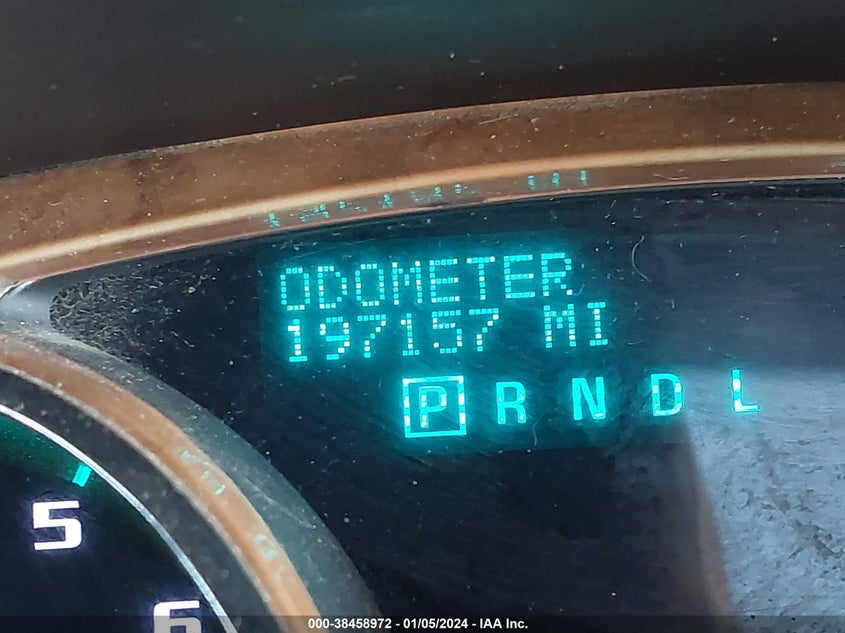 ODOMETER
197157 MI
P R N D L
5
6
000-38458972 - 01/05/2024 - IAA Inc.